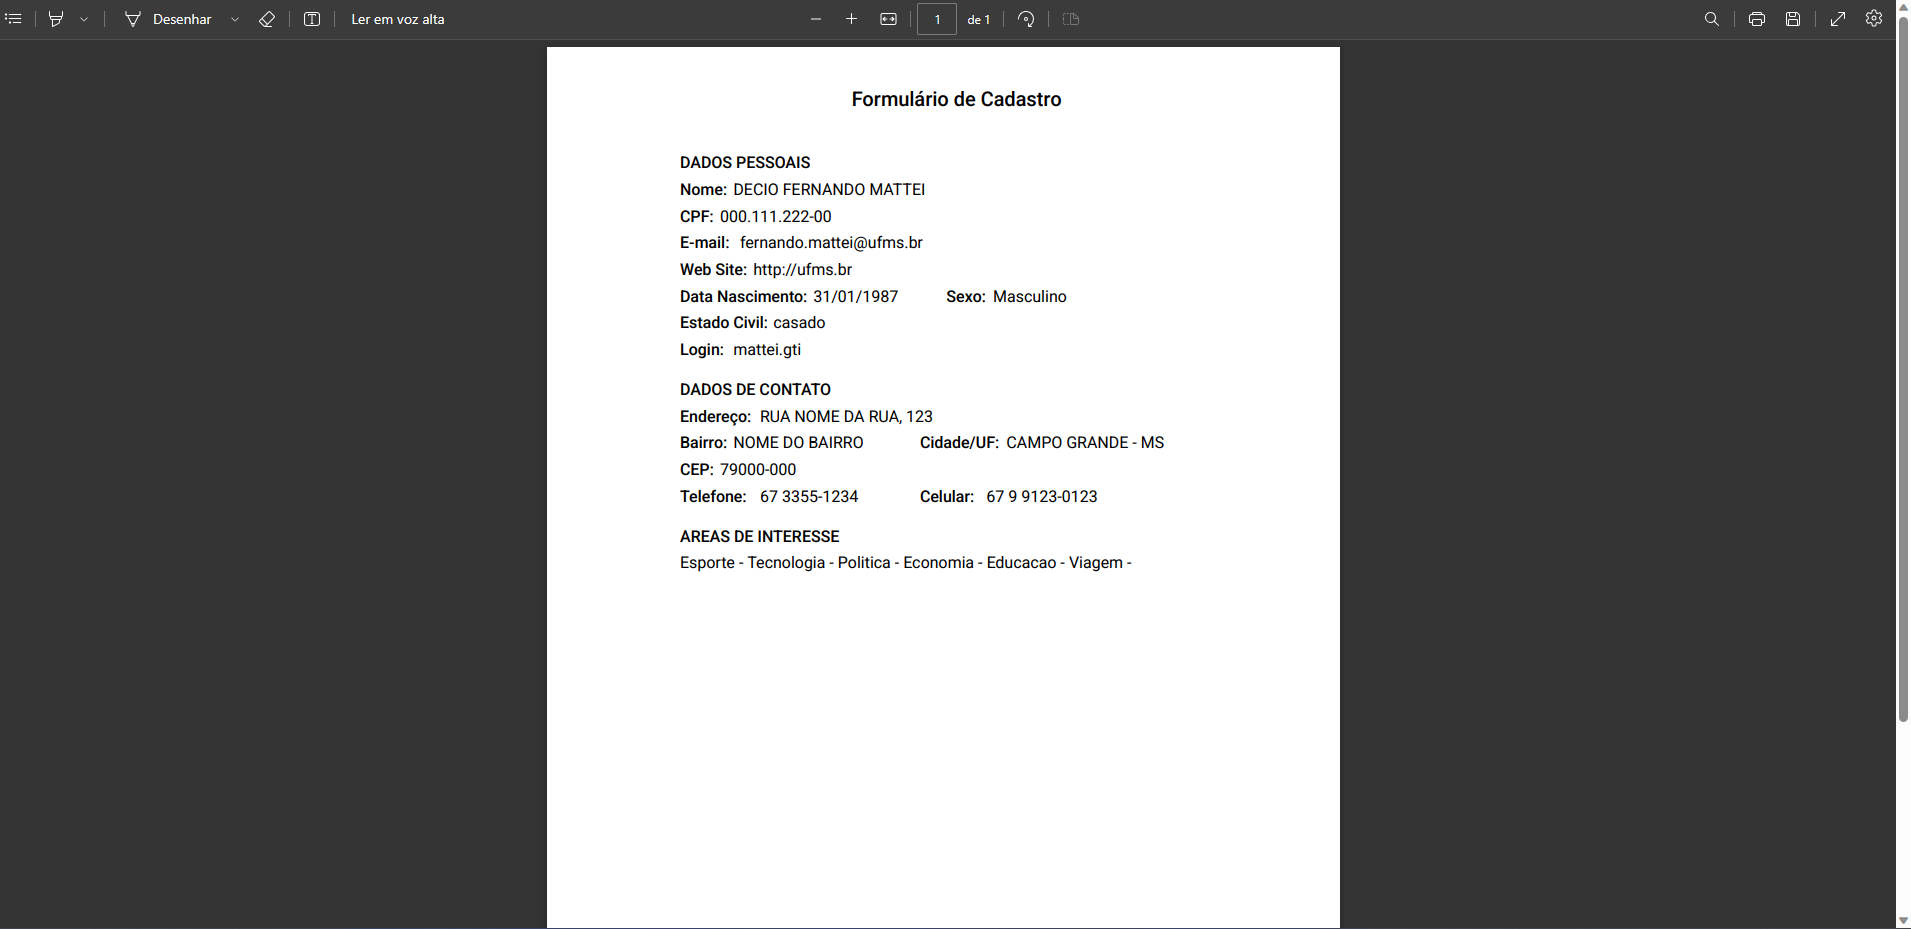 Desenhar
Ler em voz alta
1 de 1
Formulário de Cadastro
DADOS PESSOAIS
Nome: DECIO FERNANDO MATTEI
CPF: 000.111.222-00
E-mail: fernando.mattei@ufms.br
Web Site: http://ufms.br
Data Nascimento: 31/01/1987 Sexo: Masculino
Estado Civil: casado
Login: mattei.gti
DADOS DE CONTATO
Endereço: RUA NOME DA RUA, 123
Bairro: NOME DO BAIRRO Cidade/UF: CAMPO GRANDE - MS
CEP: 79000-000
Telefone: 67 3355-1234 Celular: 67 9 9123-0123
AREAS DE INTERESSE
Esporte - Tecnologia - Politica - Economia - Educacao - Viagem -